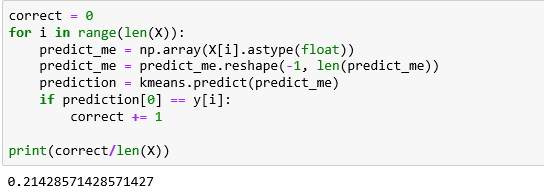 correct = 0
for i in range(len(X)):
    predict_me = np.array(X[i].astype(float))
    predict_me = predict_me.reshape(-1, len(predict_me))
    prediction = kmeans.predict(predict_me)
    if prediction[0] == y[i]:
        correct += 1

print(correct/len(X))
0.21428571428571427